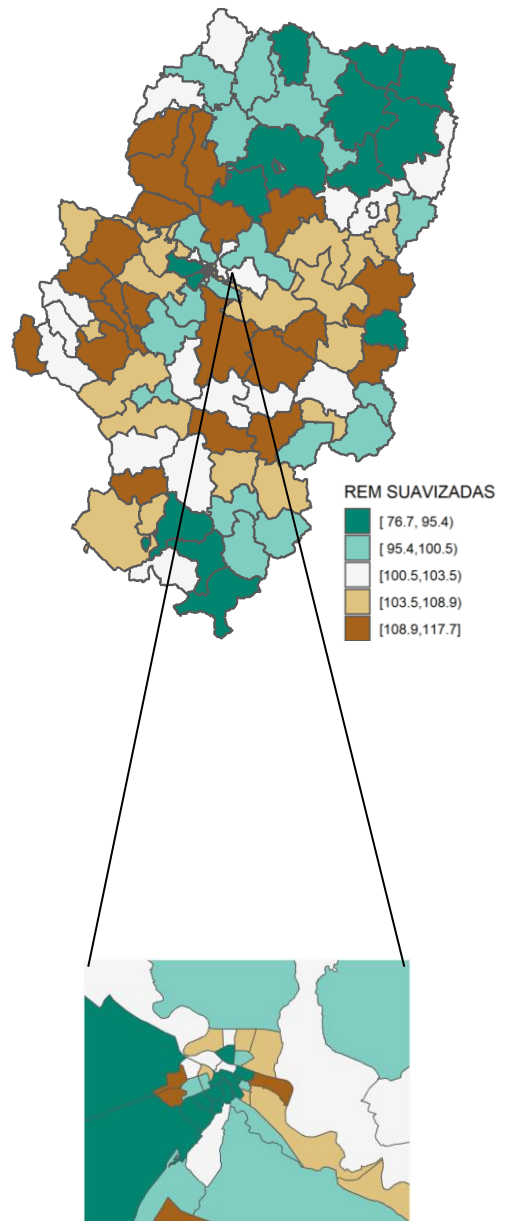 REM SUAVIZADAS
[ 76.7, 95.4)
[ 95.4,100.5)
[100.5,103.5)
[103.5,108.9)
[108.9,117.7]